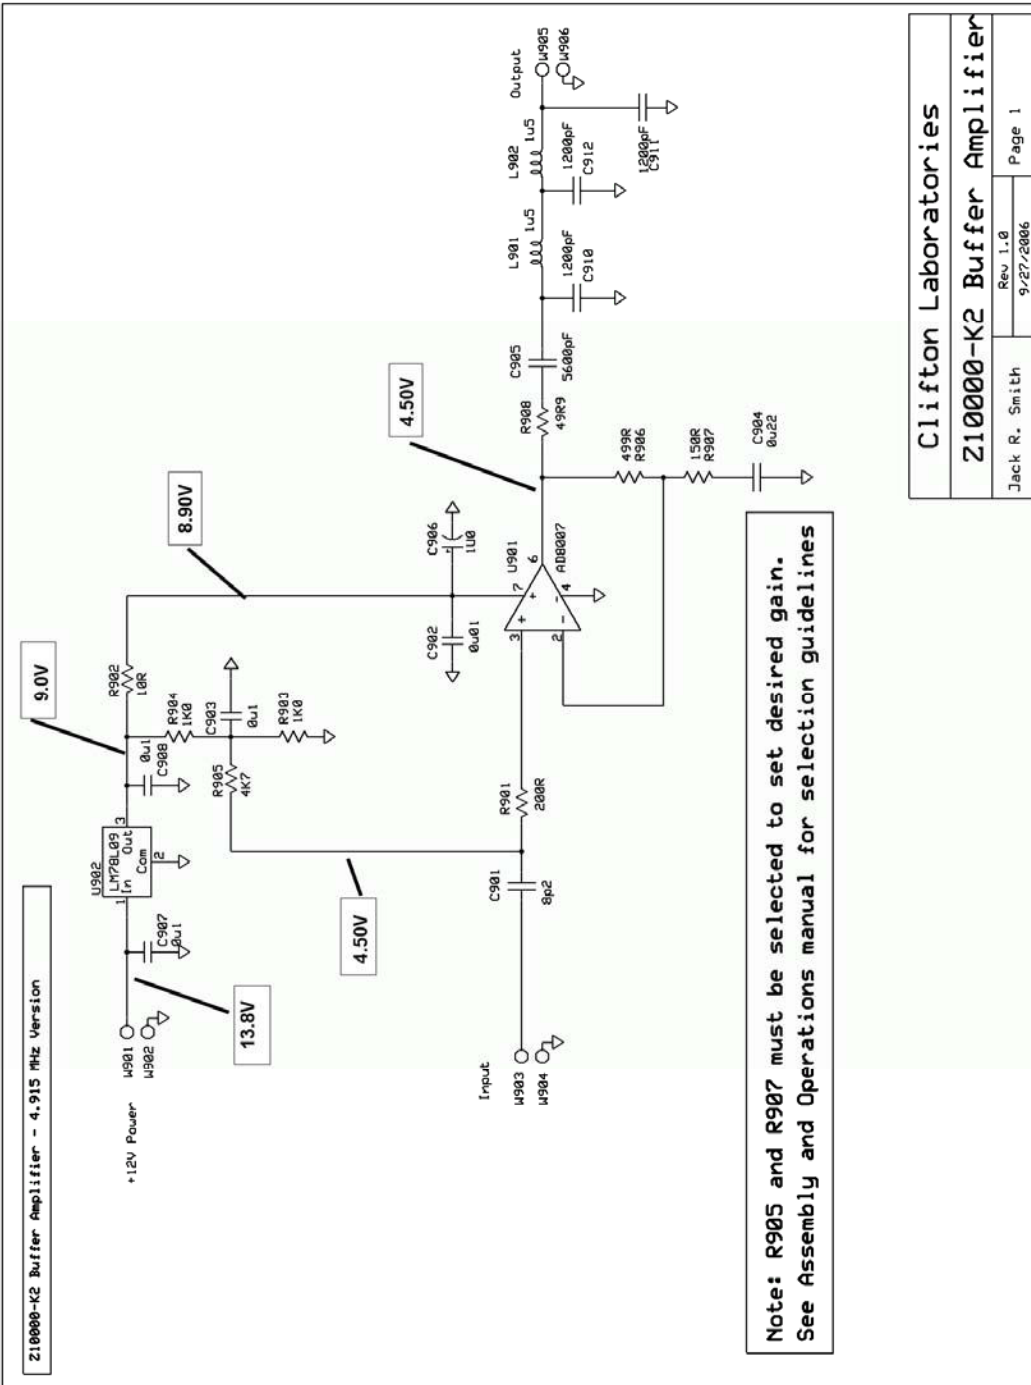 Z10000-K2 Buffer Amplifier - 4.915 MHz Version
+12V Power
W901
W902
13.8V
C907
0u1
U902
LM78L09
In
Out
Com
1
2
3
9.0V
0u1
C908
R902
10R
8.90V
R904
1K0
C903
0u1
R903
1K0
R905
4K7
4.50V
Input
W903
W904
C901
8p2
R901
200R
C902
0u01
C906
1U0
U901
AD8007
3
2
7
6
4
+
-
+
-
4.50V
R908
49R9
499R
R906
150R
R907
C904
0u22
C905
5600pF
L901
1u5
1200pF
C910
L902
1u5
1200pF
C912
1200pF
C911
Output
W905
W906
Note: R905 and R907 must be selected to set desired gain.
See Assembly and Operations manual for selection guidelines
Clifton Laboratories
Z10000-K2 Buffer Amplifier
Jack R. Smith
Rev 1.0
9/27/2006
Page 1